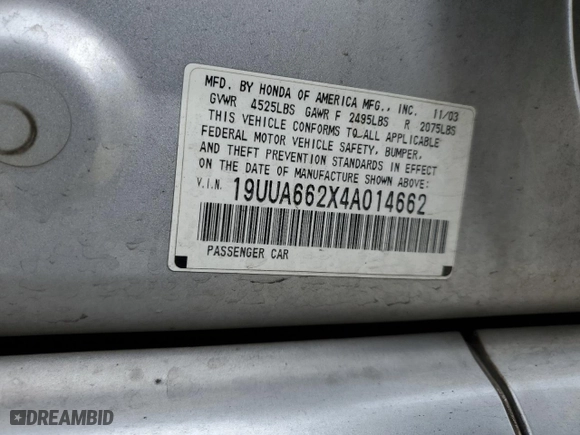 MFD. BY HONDA OF AMERICA MFG., INC. 11/03
GVWR 4525LBS GAWR F 2495LBS R 2075LBS
THIS VEHICLE CONFORMS TO ALL APPLICABLE
FEDERAL MOTOR VEHICLE SAFETY, BUMPER,
AND THEFT PREVENTION STANDARDS IN EFFECT
ON THE DATE OF MANUFACTURE SHOWN ABOVE:
V.I.N. 19UUA662X4A014662
PASSENGER CAR
DREAMBID